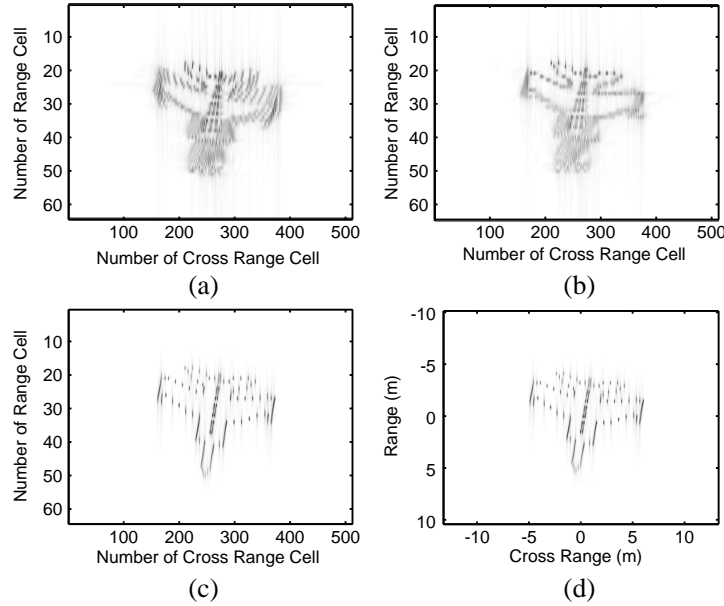 10
20
30
40
50
60
Number of Range Cell
100 200 300 400 500
Number of Cross Range Cell
(a)
10
20
30
40
50
60
Number of Range Cell
100 200 300 400 500
Number of Cross Range Cell
(b)
10
20
30
40
50
60
Number of Range Cell
100 200 300 400 500
Number of Cross Range Cell
(c)
-10
-5
0
5
10
Range (m)
-10 -5 0 5 10
Cross Range (m)
(d)